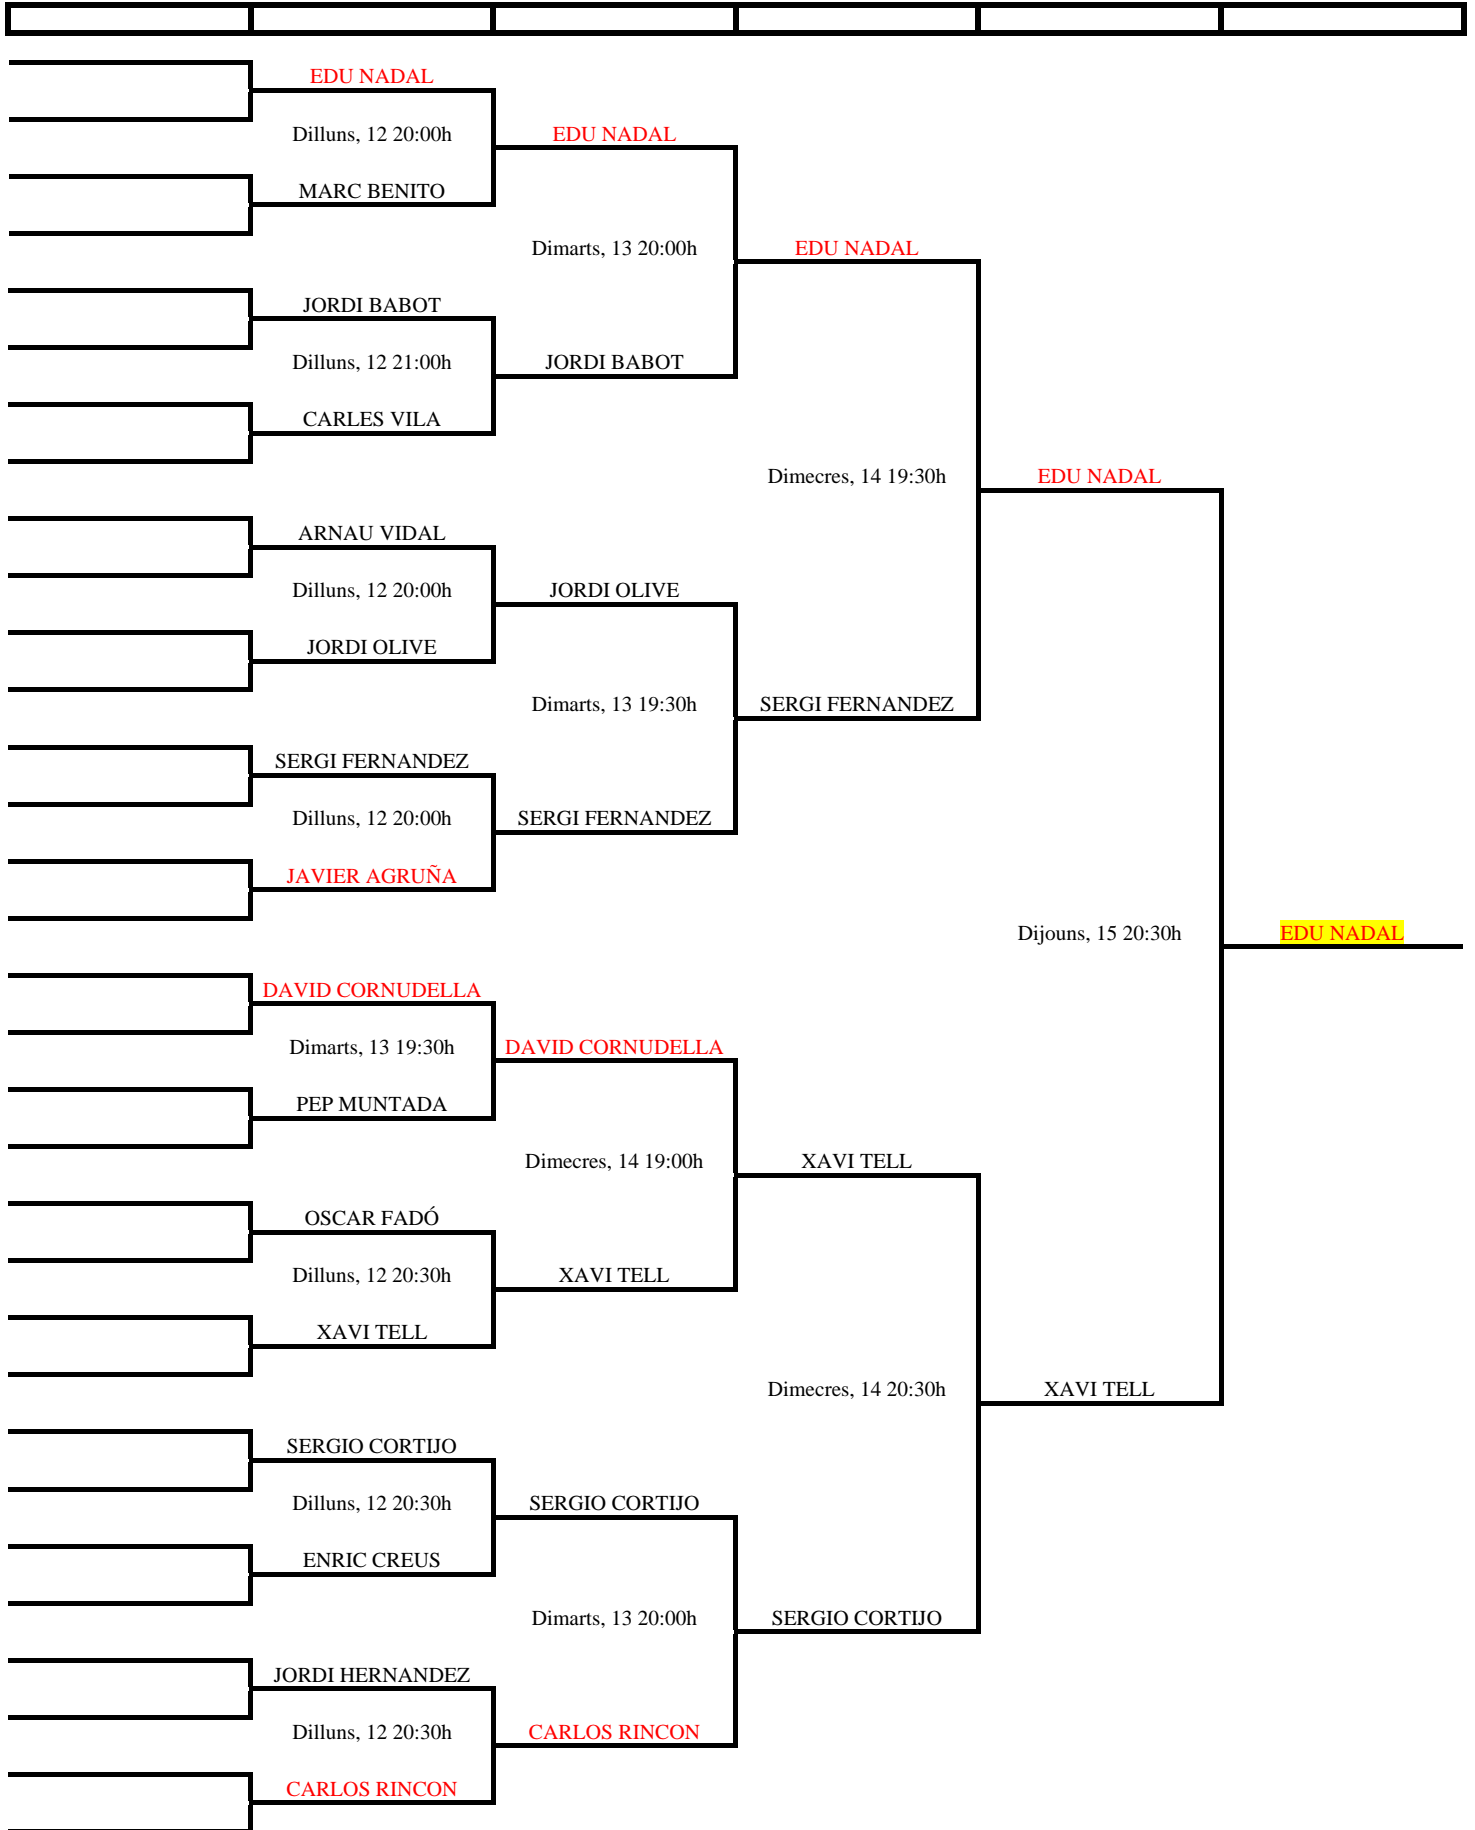 EDU NADAL
Dilluns, 12 20:00h
EDU NADAL
MARC BENITO
Dimarts, 13 20:00h
EDU NADAL
JORDI BABOT
Dilluns, 12 21:00h
JORDI BABOT
CARLES VILA
Dimecres, 14 19:30h
EDU NADAL
ARNAU VIDAL
Dilluns, 12 20:00h
JORDI OLIVE
JORDI OLIVE
Dimarts, 13 19:30h
SERGI FERNANDEZ
SERGI FERNANDEZ
Dilluns, 12 20:00h
SERGI FERNANDEZ
JAVIER AGRUÑA
Dijouns, 15 20:30h
EDU NADAL
DAVID CORNUDELLA
Dimarts, 13 19:30h
DAVID CORNUDELLA
PEP MUNTADA
Dimecres, 14 19:00h
XAVI TELL
OSCAR FADÓ
Dilluns, 12 20:30h
XAVI TELL
XAVI TELL
Dimecres, 14 20:30h
XAVI TELL
SERGIO CORTIJO
Dilluns, 12 20:30h
SERGIO CORTIJO
ENRIC CREUS
Dimarts, 13 20:00h
SERGIO CORTIJO
JORDI HERNANDEZ
Dilluns, 12 20:30h
CARLOS RINCON
CARLOS RINCON